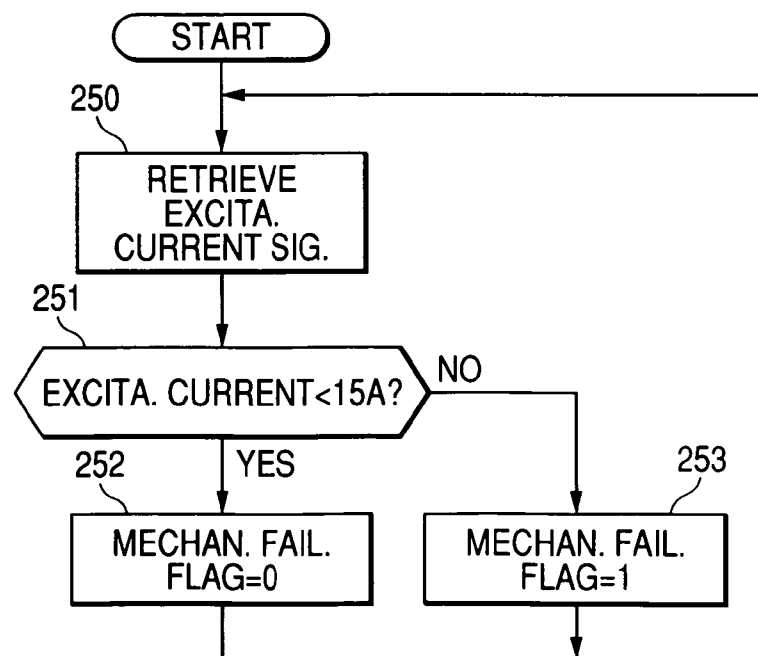 START
250
RETRIEVE
EXCITA.
CURRENT SIG.
251
EXCITA. CURRENT<15A?
NO
YES
252
MECHAN. FAIL.
FLAG=0
253
MECHAN. FAIL.
FLAG=1